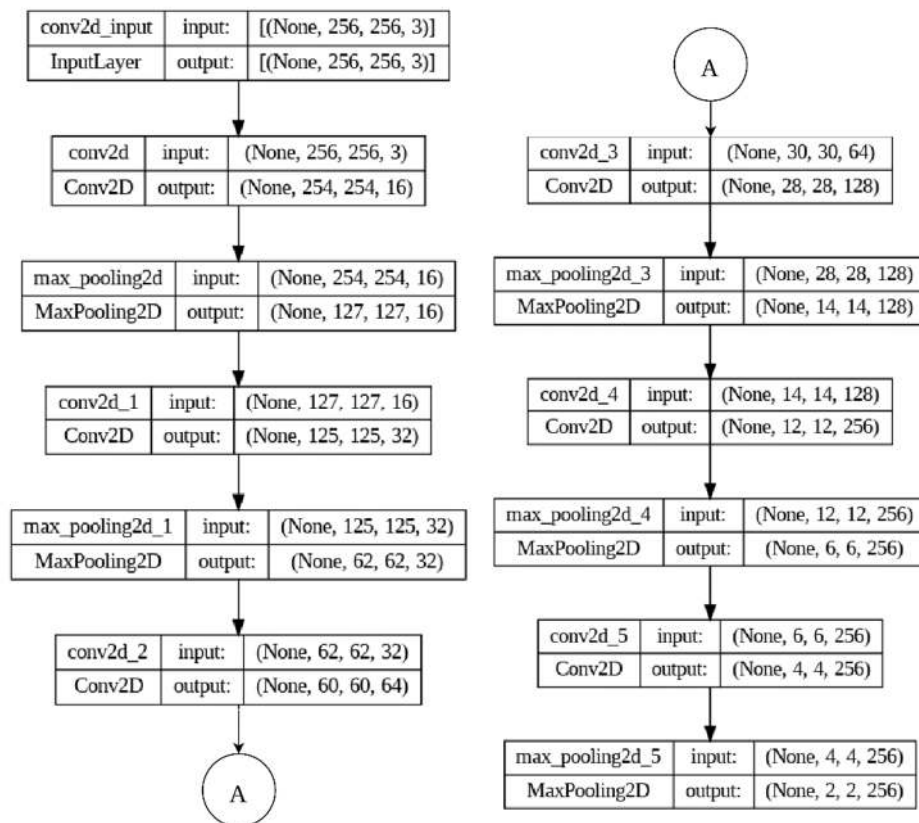 conv2d_input input: [(None, 256, 256, 3)]
InputLayer output: [(None, 256, 256, 3)]
conv2d input: (None, 256, 256, 3)
Conv2D output: (None, 254, 254, 16)
max_pooling2d input: (None, 254, 254, 16)
MaxPooling2D output: (None, 127, 127, 16)
conv2d_1 input: (None, 127, 127, 16)
Conv2D output: (None, 125, 125, 32)
max_pooling2d_1 input: (None, 125, 125, 32)
MaxPooling2D output: (None, 62, 62, 32)
conv2d_2 input: (None, 62, 62, 32)
Conv2D output: (None, 60, 60, 64)
A
A
conv2d_3 input: (None, 30, 30, 64)
Conv2D output: (None, 28, 28, 128)
max_pooling2d_3 input: (None, 28, 28, 128)
MaxPooling2D output: (None, 14, 14, 128)
conv2d_4 input: (None, 14, 14, 128)
Conv2D output: (None, 12, 12, 256)
max_pooling2d_4 input: (None, 12, 12, 256)
MaxPooling2D output: (None, 6, 6, 256)
conv2d_5 input: (None, 6, 6, 256)
Conv2D output: (None, 4, 4, 256)
max_pooling2d_5 input: (None, 4, 4, 256)
MaxPooling2D output: (None, 2, 2, 256)